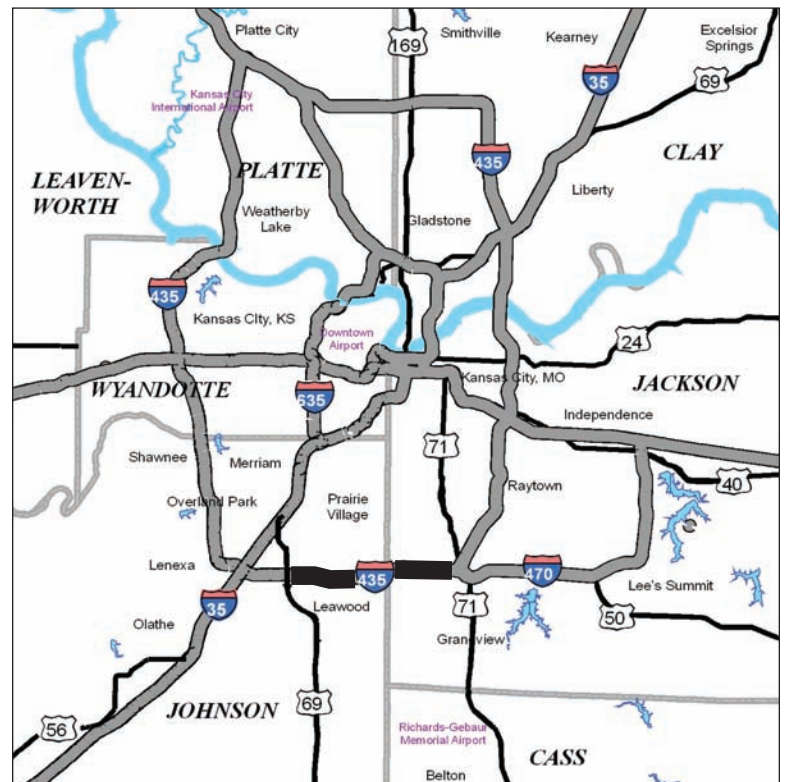 Platte City
169
Smithville
Kearney
Excelsior
Springs
35
69
Kansas City
International Airport
435
CLAY
LEAVEN-
WORTH
PLATTE
Liberty
Weatherby
Lake
Gladstone
435
Kansas CIty, KS
Downtown
Airport
24
Kansas City, MO
JACKSON
WYANDOTTE
635
Independence
71
Shawnee
Merriam
40
Raytown
Overland Park
Prairie
Village
Lenexa
435
470
Lee's Summit
35
Leawood
71
50
Olathe
Grandview
69
JOHNSON
56
Richards-Gebaur
Memorial Airport
CASS
Belton